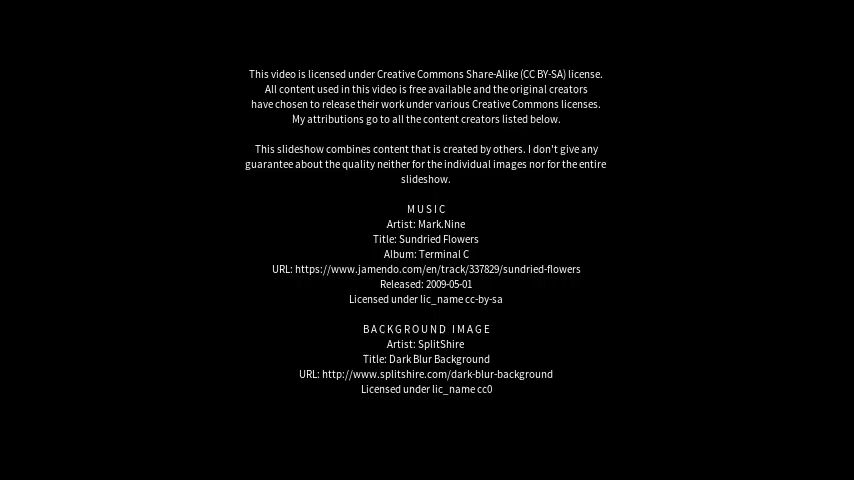 This video is licensed under Creative Commons Share-Alike (CC BY-SA) license.
All content used in this video is free available and the original creators
have chosen to release their work under various Creative Commons licenses.
My attributions go to all the content creators listed below.
This slideshow combines content that is created by others. I don't give any
guarantee about the quality neither for the individual images nor for the entire
slideshow.
MUSIC
Artist: Mark.Nine
Title: Sundried Flowers
Album: Terminal C
URL: https://www.jamendo.com/en/track/337829/sundried-flowers
Released: 2009-05-01
Licensed under lic_name cc-by-sa
BACKGROUND IMAGE
Artist: SplitShire
Title: Dark Blur Background
URL: http://www.splitshire.com/dark-blur-background
Licensed under lic_name cc0